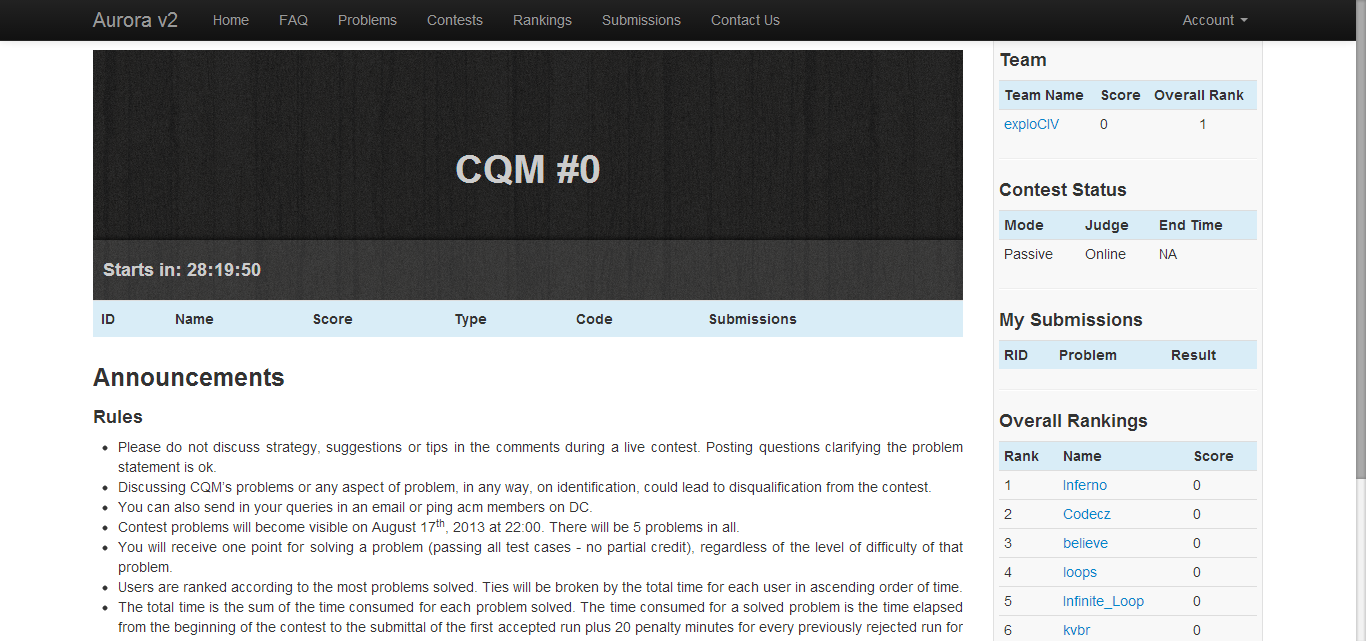 Aurora v2 Home FAQ Problems Contests Rankings Submissions Contact Us Account
CQM #0
Starts in: 28:19:50
ID Name Score Type Code Submissions
Announcements
Rules
Please do not discuss strategy, suggestions or tips in the comments during a live contest. Posting questions clarifying the problem
statement is ok.
Discussing CQM's problems or any aspect of problem, in any way, on identification, could lead to disqualification from the contest.
You can also send in your queries in an email or ping acm members on DC.
Contest problems will become visible on August 17th, 2013 at 22:00. There will be 5 problems in all.
You will receive one point for solving a problem (passing all test cases - no partial credit), regardless of the level of difficulty of that
problem.
Users are ranked according to the most problems solved. Ties will be broken by the total time for each user in ascending order of time.
The total time is the sum of the time consumed for each problem solved. The time consumed for a solved problem is the time elapsed
from the beginning of the contest to the submittal of the first accepted run plus 20 penalty minutes for every previously rejected run for
Team
Team Name Score Overall Rank
exploCIV 0 1
Contest Status
Mode Judge End Time
Passive Online NA
My Submissions
RID Problem Result
Overall Rankings
Rank Name Score
1 Inferno 0
2 Codecz 0
3 believe 0
4 loops 0
5 Infinite_Loop 0
6 kvbr 0